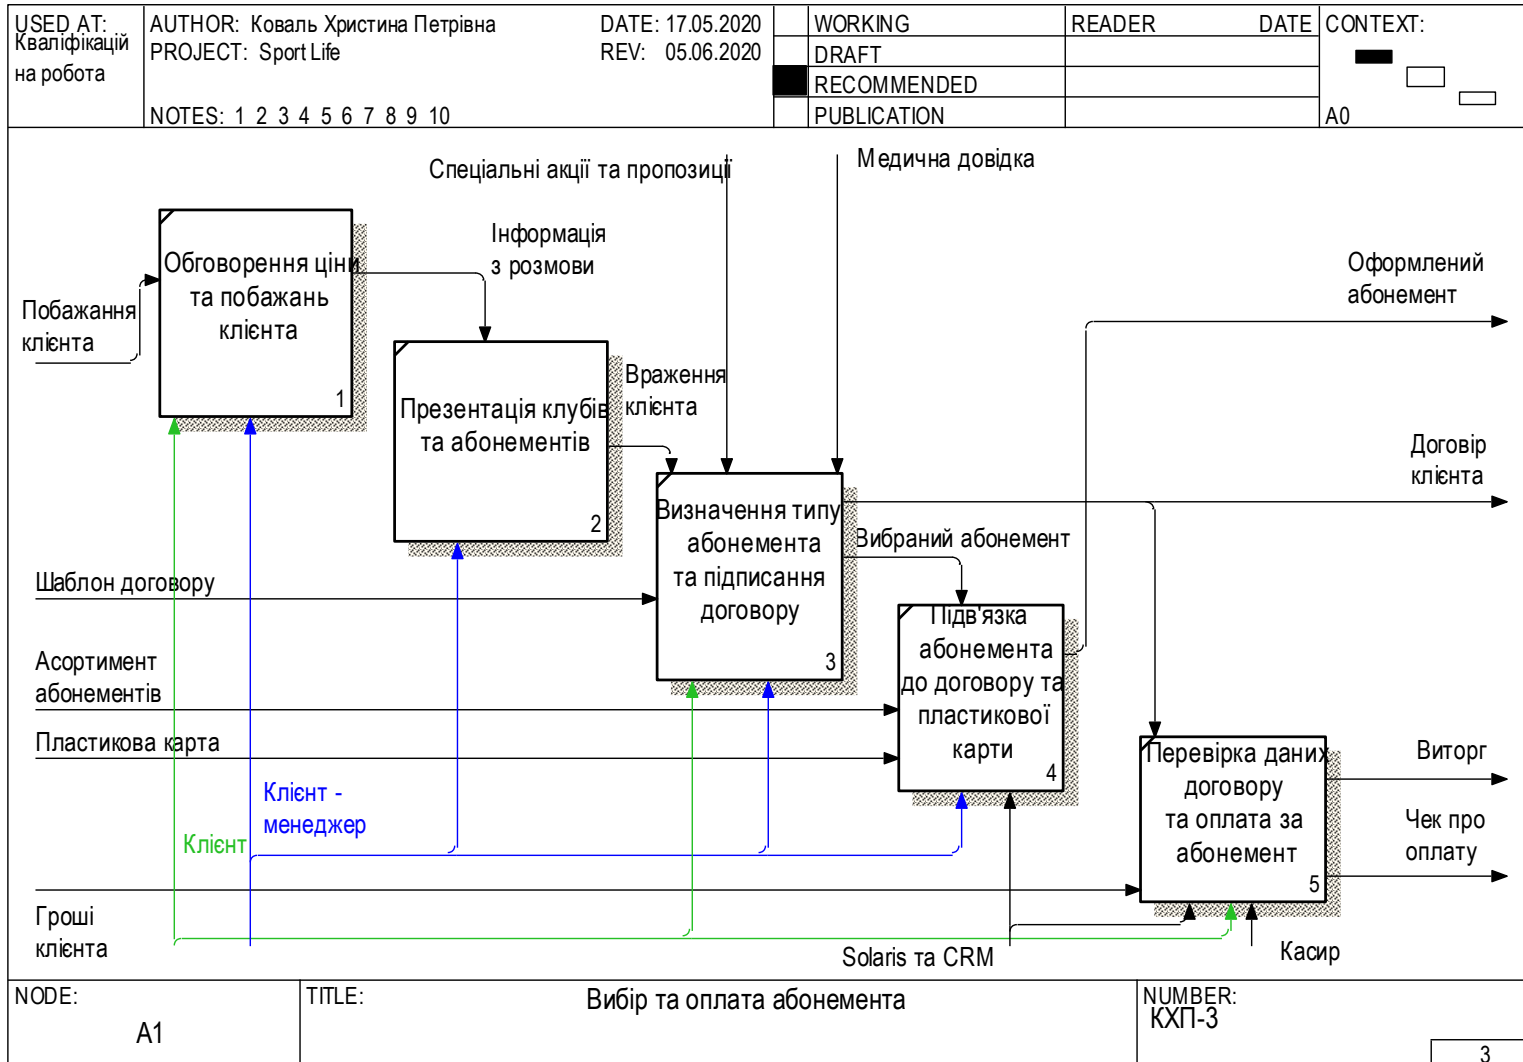 USED AT:
Кваліфікацій
на робота
AUTHOR: Коваль Христина Петрівна
DATE: 17.05.2020
PROJECT: Sport Life
REV: 05.06.2020
NOTES: 1 2 3 4 5 6 7 8 9 10
WORKING
DRAFT
RECOMMENDED
PUBLICATION
READER
DATE
CONTEXT:
A0
Спеціальні акції та пропозиції
Медична довідка
Обговорення ціни
та побажань
клієнта
1
Інформація
з розмови
Побажання
клієнта
Оформлений
абонемент
Презентація клубів
та абонементів
2
Враження
клієнта
Договір
клієнта
Визначення типу
абонемента
та підписання
договору
3
Вибраний абонемент
Шаблон договору
Підв'язка
абонемента
до договору та
пластикової
карти
4
Асортимент
абонементів
Пластикова карта
Перевірка даних
договору
та оплата за
абонемент
5
Виторг
Чек про
оплату
Клієнт -
менеджер
Клієнт
Гроші
клієнта
Solaris та CRM
Касир
NODE:
A1
TITLE:
Вибір та оплата абонемента
NUMBER:
КХП-3
3